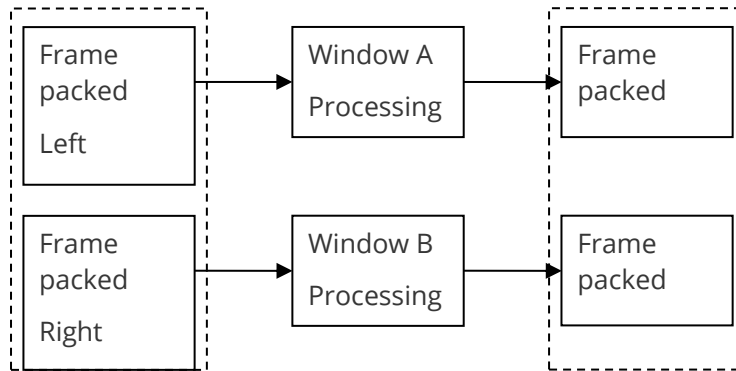 Frame
packed
Left
Window A
Processing
Frame
packed
Frame
packed
Right
Window B
Processing
Frame
packed